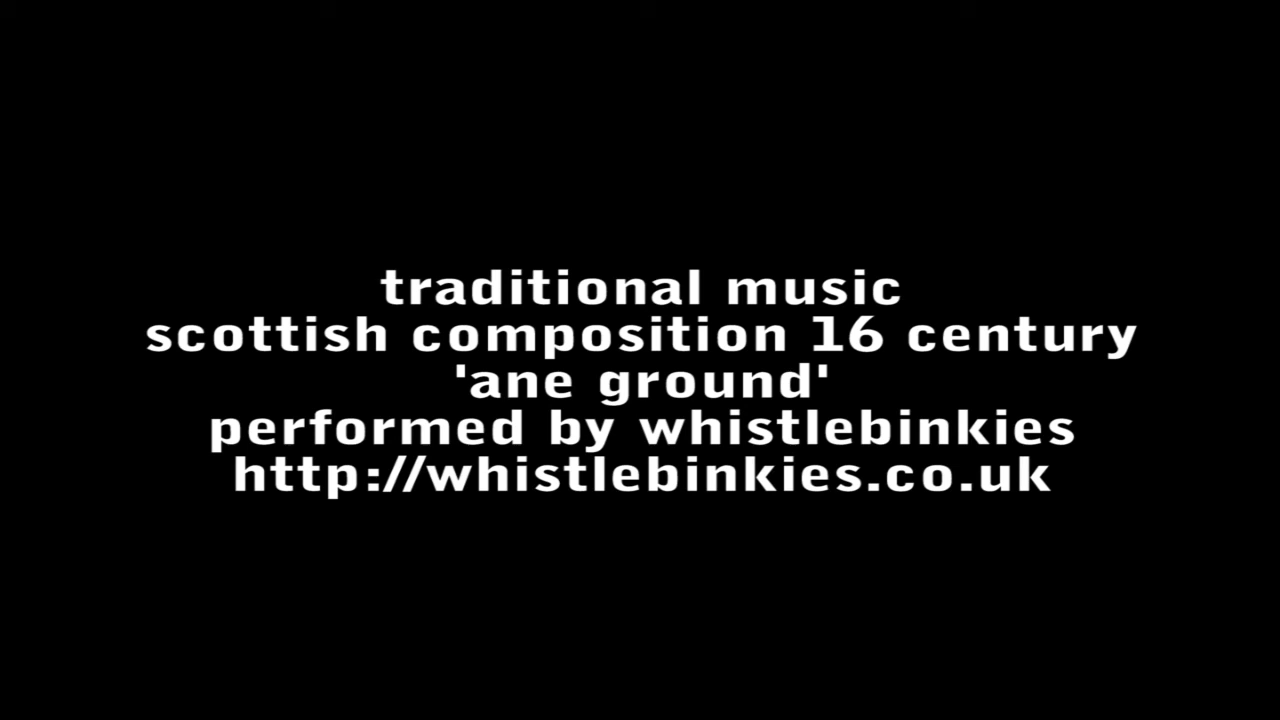 traditional music
scottish composition 16 century
'ane ground'
performed by whistlebinkies
http://whistlebinkies.co.uk